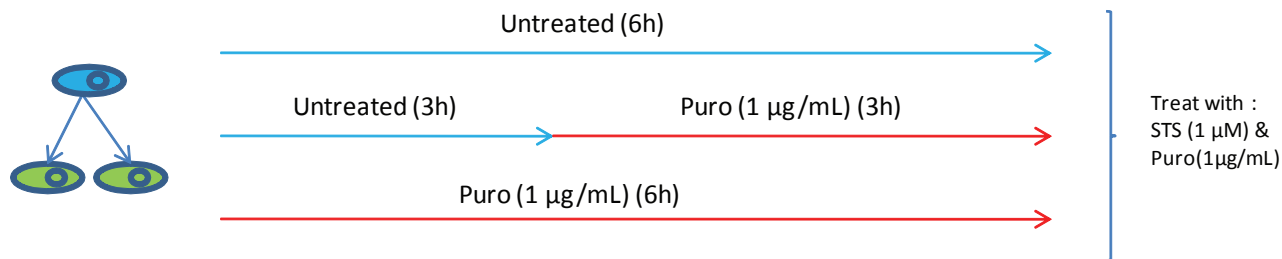 Untreated (6h)
Untreated (3h)
Puro (1 µg/mL) (3h)
Puro (1 µg/mL) (6h)
Treat with :
STS (1 µM) &
Puro(1µg/mL)